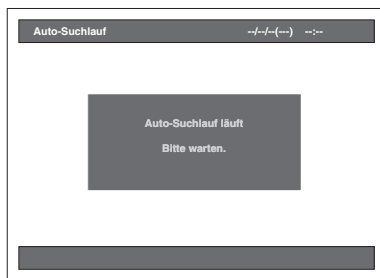 Auto-Suchlauf --/--/--(---) --:--
Auto-Suchlauf läuft
Bitte warten.